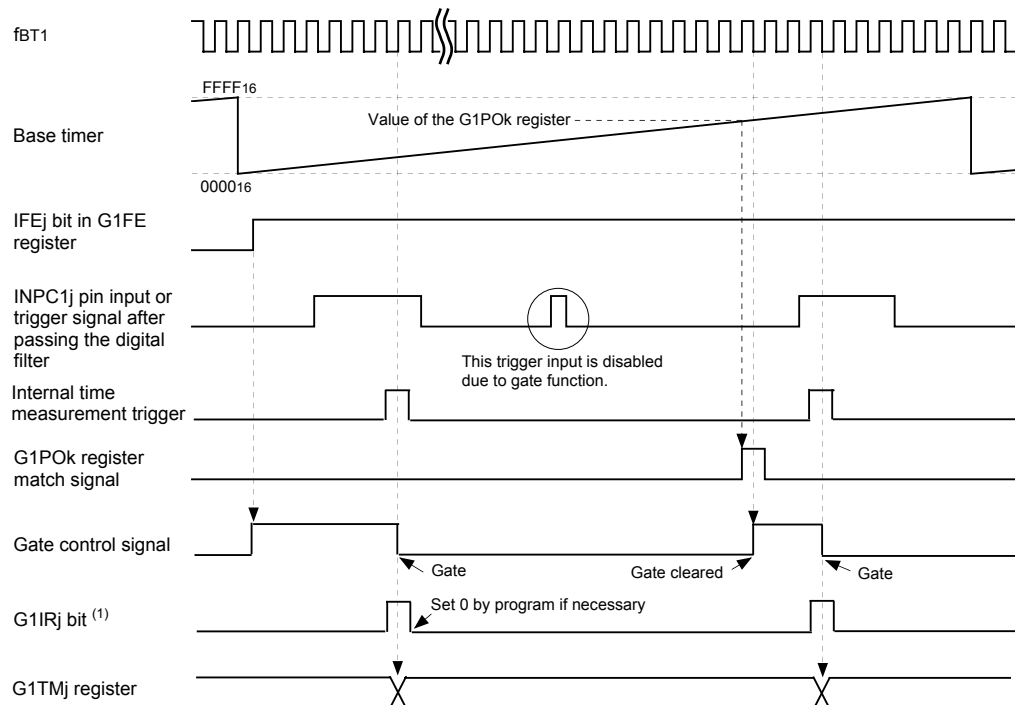 fBT1
FFFF16
Value of the G1POk register
Base timer
000016
IFEj bit in G1FE
register
INPC1j pin input or
trigger signal after
passing the digital
filter
This trigger input is disabled
due to gate function.
Internal time
measurement trigger
G1POk register
match signal
Gate control signal
Gate
Gate cleared
Gate
Set 0 by program if necessary
G1IRj bit (1)
G1TMj register